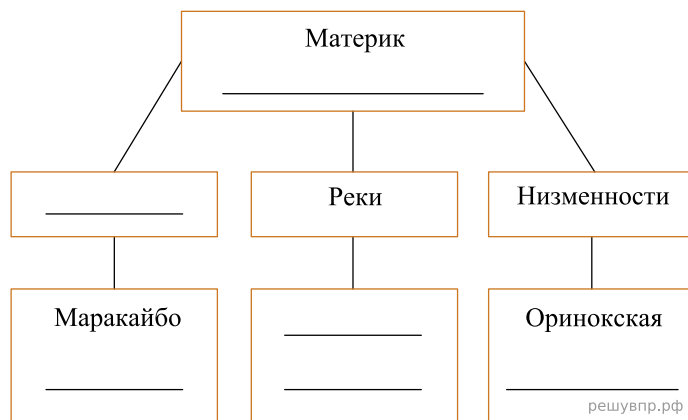 Материк
Реки
Низменности
Маракайбо
Оринокская
решувпр.рф